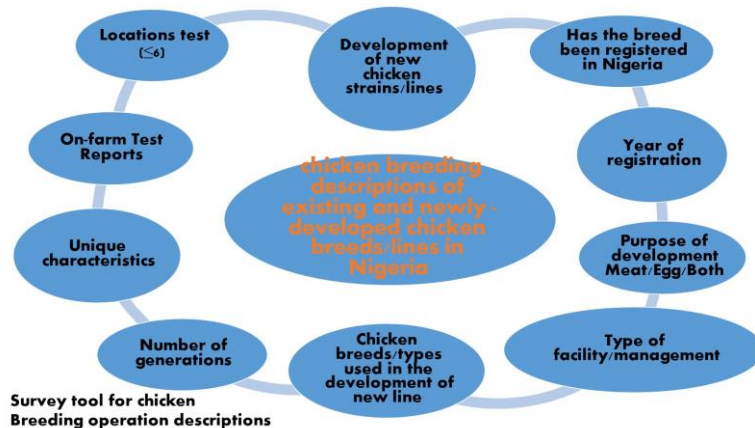 Locations test
(≤6)
Development
of new
chicken
strains/lines
Has the breed
been registered
in Nigeria
On-farm Test
Reports
Year of
registration
chicken breeding
descriptions of
existing and newly-
developed chicken
breeds/lines in
Nigeria
Unique
characteristics
Purpose of
development
Meat/Egg/Both
Number of
generations
Chicken
breeds/types
used in the
development of
new line
Type of
facility/management
Survey tool for chicken
Breeding operation descriptions